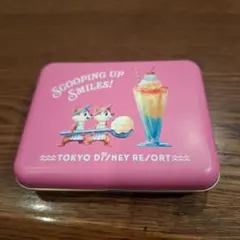 SCOOPING UP
SMILES!
TOKYO DISNEY RESORT